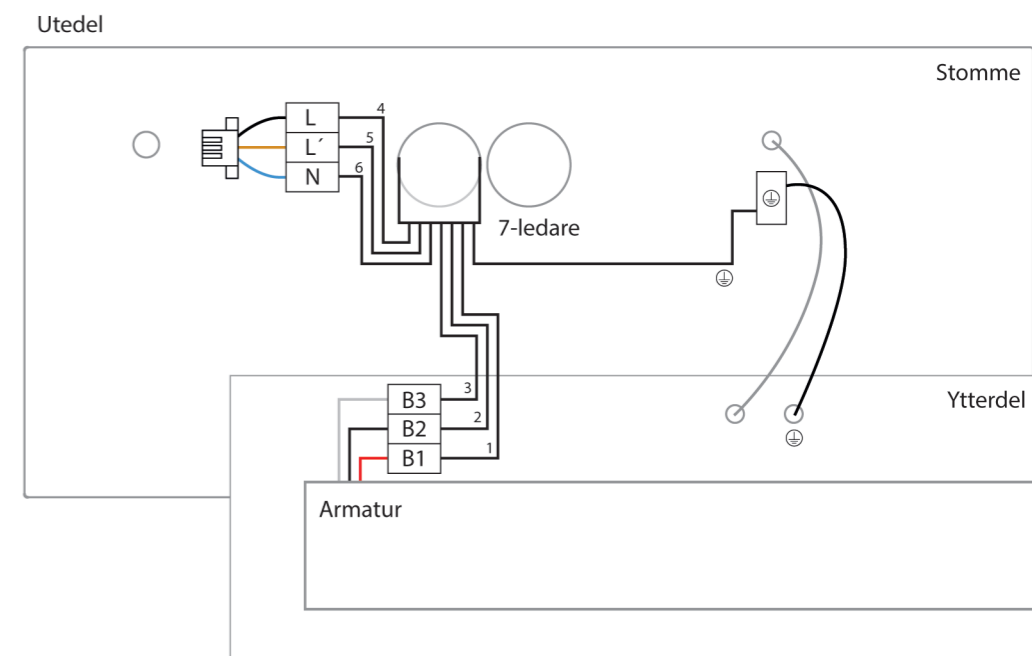 Utedel
Stomme
L 4
L´ 5
N 6
7-ledare
Ytterdel
B3 3
B2 2
B1 1
Armatur